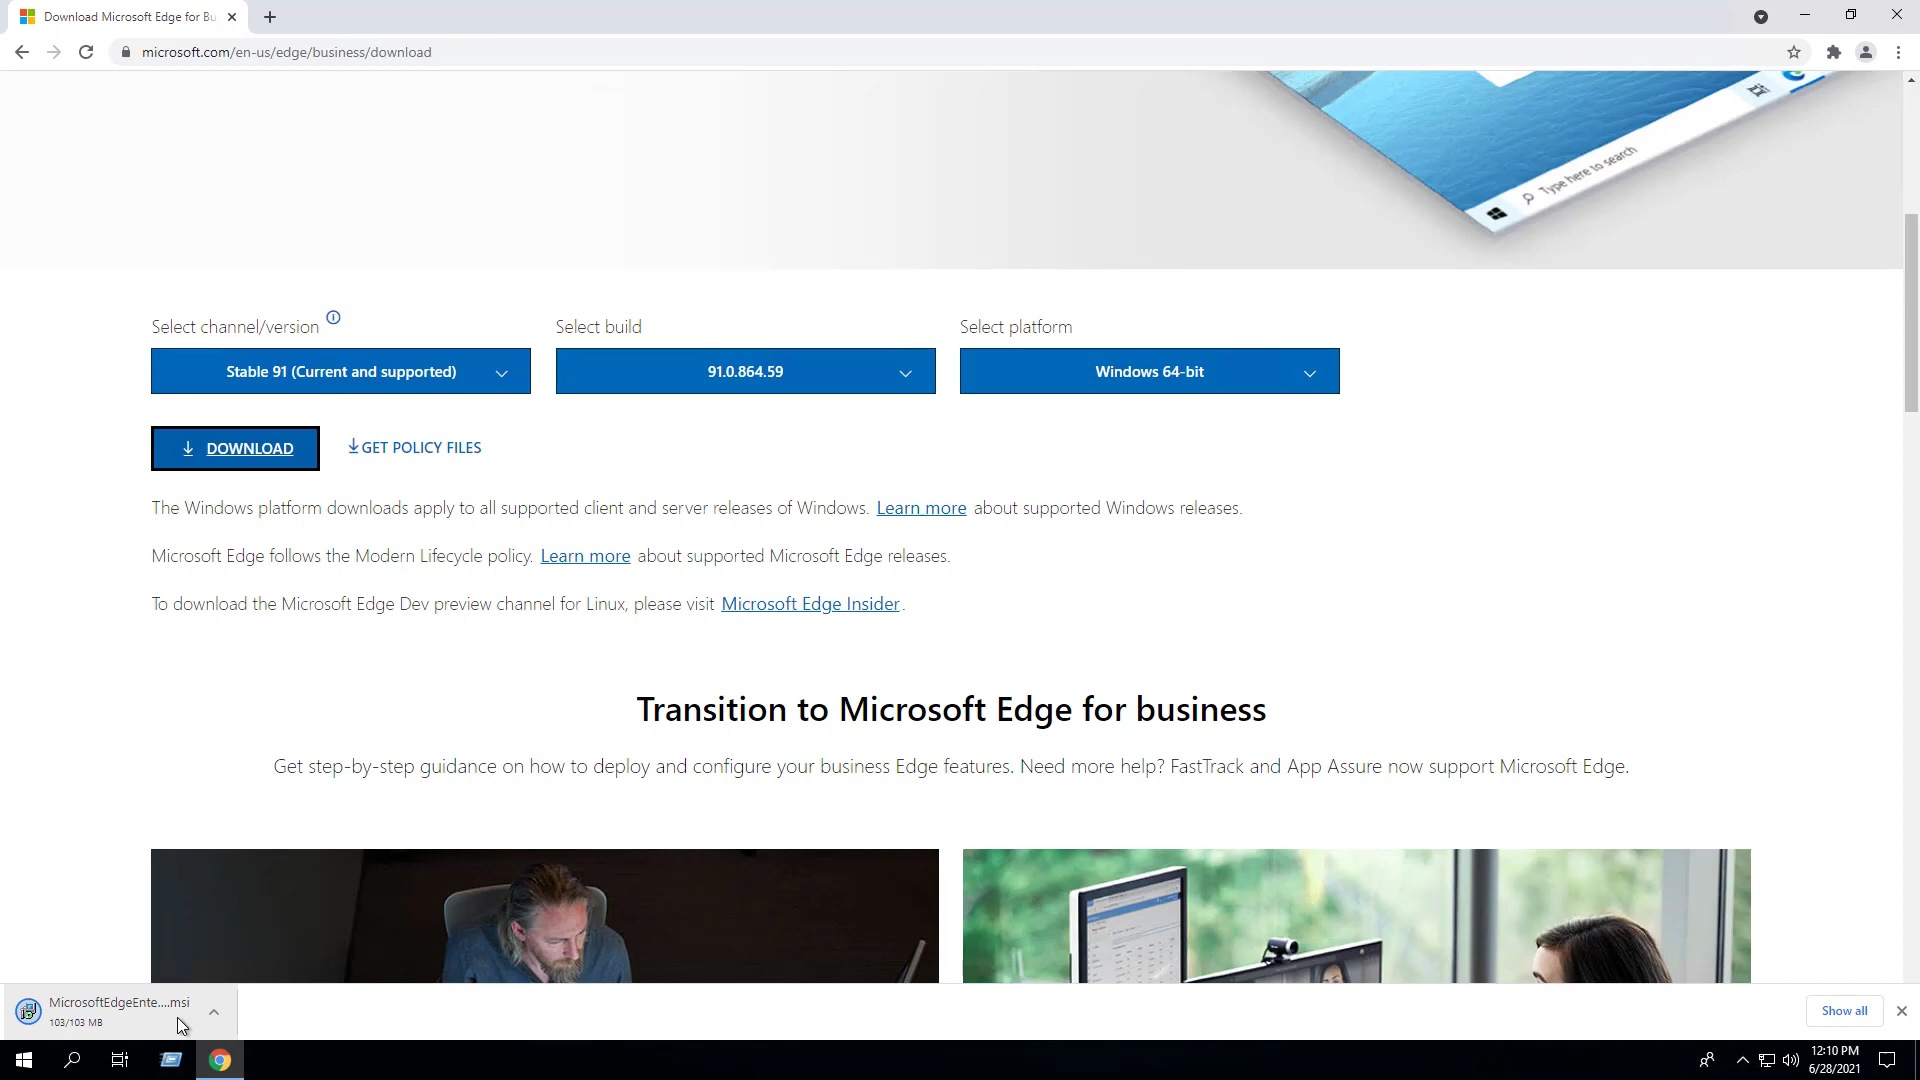 Download Microsoft Edge for Bu
microsoft.com/en-us/edge/business/download
Type here to search
Select channel/version
Select build
Select platform
Stable 91 (Current and supported)
91.0.864.59
Windows 64-bit
DOWNLOAD
GET POLICY FILES
The Windows platform downloads apply to all supported client and server releases of Windows. Learn more about supported Windows releases.
Microsoft Edge follows the Modern Lifecycle policy. Learn more about supported Microsoft Edge releases.
To download the Microsoft Edge Dev preview channel for Linux, please visit Microsoft Edge Insider.
Transition to Microsoft Edge for business
Get step-by-step guidance on how to deploy and configure your business Edge features. Need more help? FastTrack and App Assure now support Microsoft Edge.
MicrosoftEdgeEnte....msi
103/103 MB
Show all
12:10 PM
6/28/2021